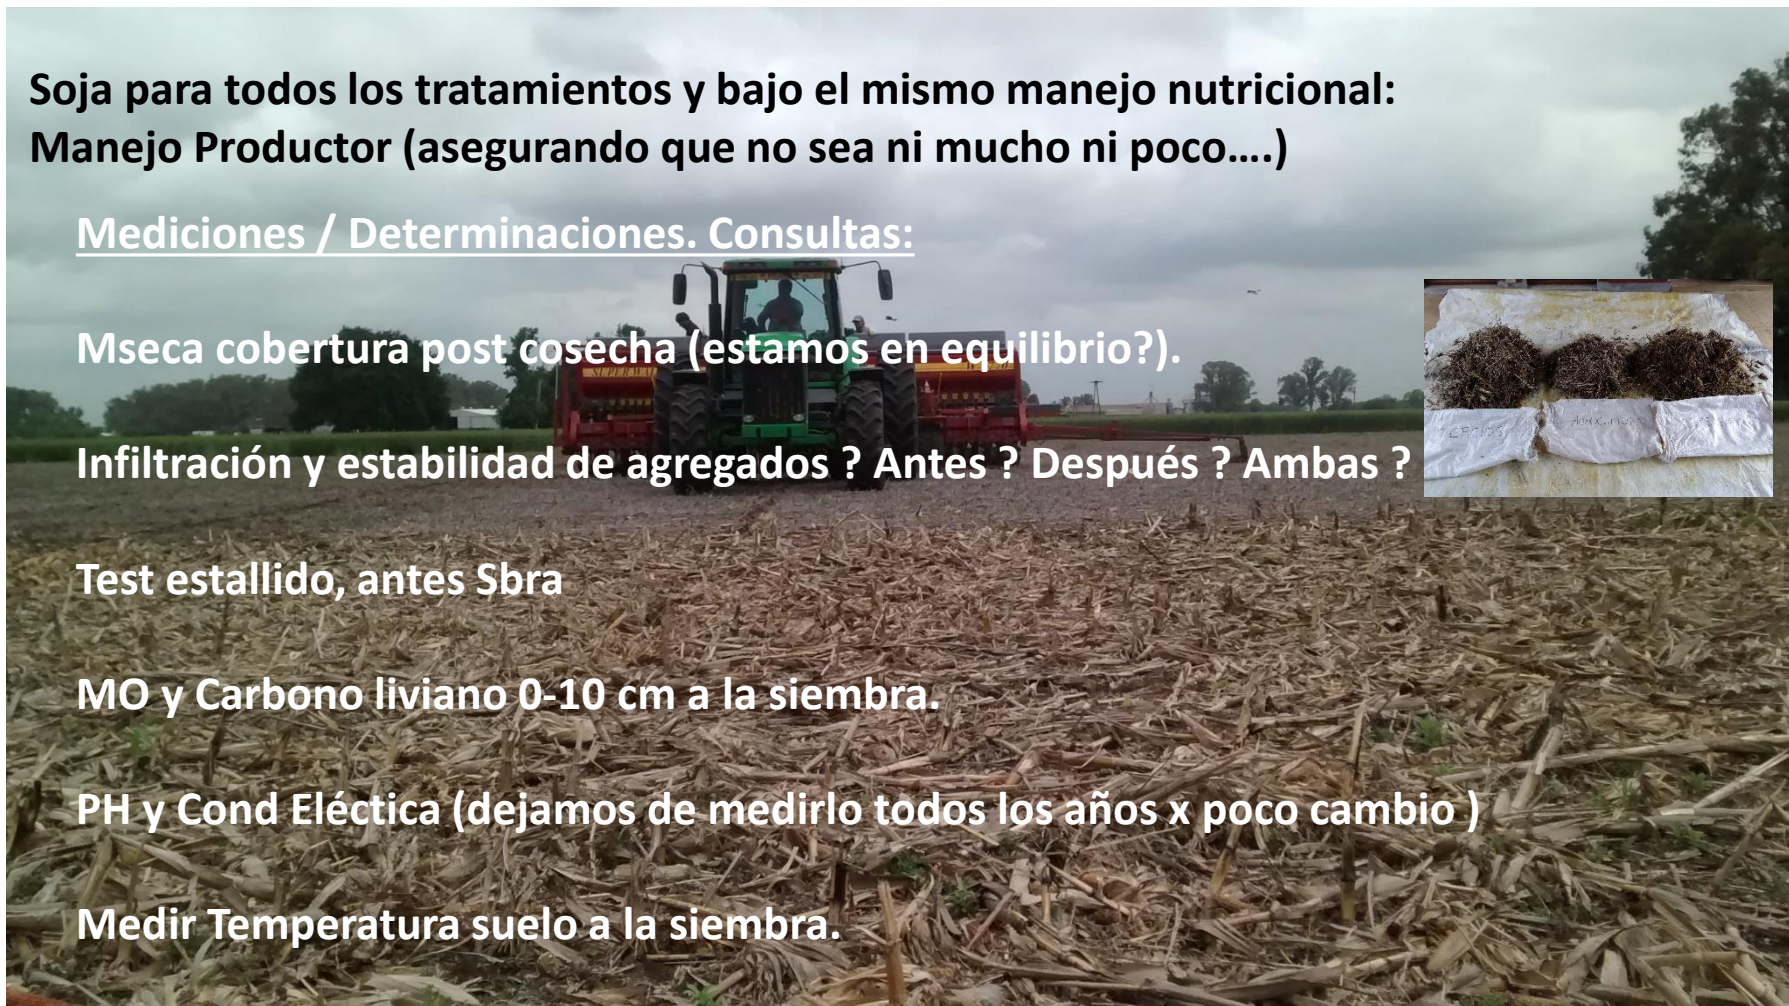 Soja para todos los tratamientos y bajo el mismo manejo nutricional:
Manejo Productor (asegurando que no sea ni mucho ni poco….)
Mediciones / Determinaciones. Consultas:
Mseca cobertura post cosecha (estamos en equilibrio?).
Infiltración y estabilidad de agregados ? Antes ? Después ? Ambas ?
Test estallido, antes Sbra
MO y Carbono liviano 0-10 cm a la siembra.
PH y Cond Eléctica (dejamos de medirlo todos los años x poco cambio )
Medir Temperatura suelo a la siembra.